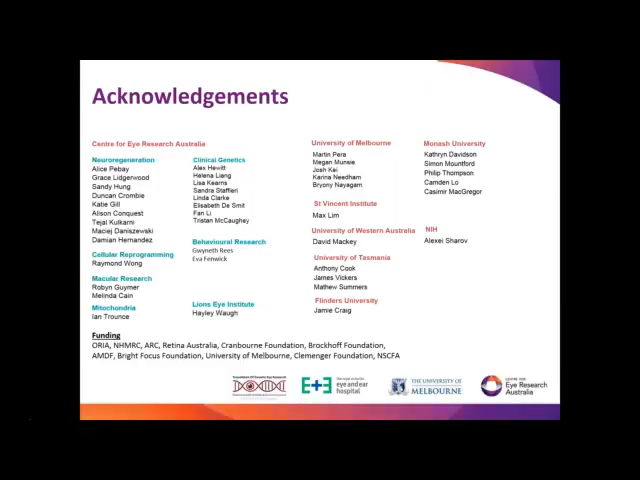 Acknowledgements
Centre for Eye Research Australia
Neuroregeneration
Alice Pebay
Grace Lidgerwood
Sandy Hung
Duncan Crombie
Katie Gill
Alison Conquest
Tejal Kulkarni
Maciej Daniszewski
Damian Hernandez
Cellular Reprogramming
Raymond Wong
Macular Research
Robyn Guymer
Melinda Cain
Mitochondria
Ian Trounce
Clinical Genetics
Alex Hewitt
Helena Liang
Lisa Kearns
Sandra Staffieri
Linda Clarke
Elisabeth De Smit
Fan Li
Tristan McCaughey
Behavioural Research
Gwyneth Rees
Eva Fenwick
Lions Eye Institute
Hayley Waugh
University of Melbourne
Martin Pera
Megan Munsie
Josh Kei
Karina Needham
Bryony Nayagam
St Vincent Institute
Max Lim
University of Western Australia
David Mackey
University of Tasmania
Anthony Cook
James Vickers
Mathew Summers
Flinders University
Jamie Craig
Monash University
Kathryn Davidson
Simon Mountford
Philip Thompson
Camden Lo
Casimir MacGregor
NIH
Alexei Sharov
Funding
ORIA, NHMRC, ARC, Retina Australia, Cranbourne Foundation, Brockhoff Foundation,
AMDF, Bright Focus Foundation, University of Melbourne, Clemenger Foundation, NSCFA
eye and ear
hospital
THE UNIVERSITY OF
MELBOURNE
CENTRE FOR
Eye Research
Australia